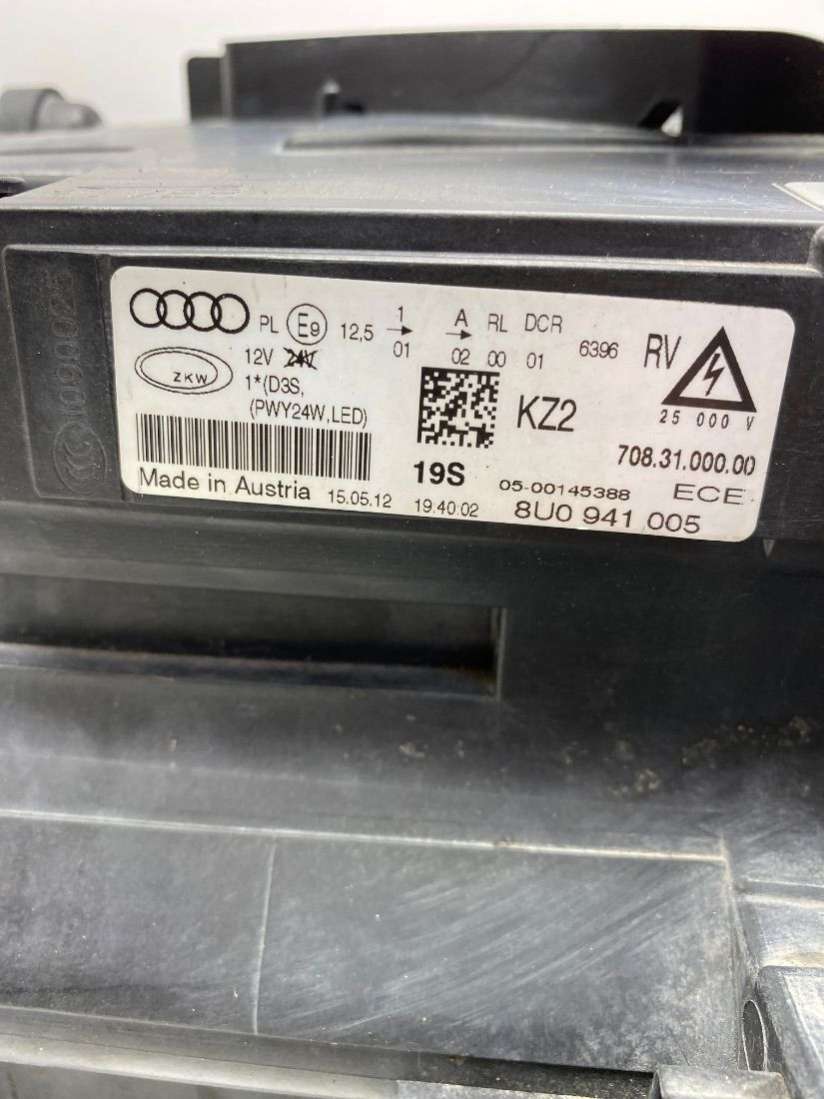 PL E9 12,5 1 A RL DCR
01 02 00 01 6396 RV
12V 24V
ZKW
1*(D3S,
(PWY24W,LED)
KZ2
25 000 V
708.31.000.00
19S
05-00145388 ECE
Made in Austria 15.05.12 19.40:02 8U0 941 005